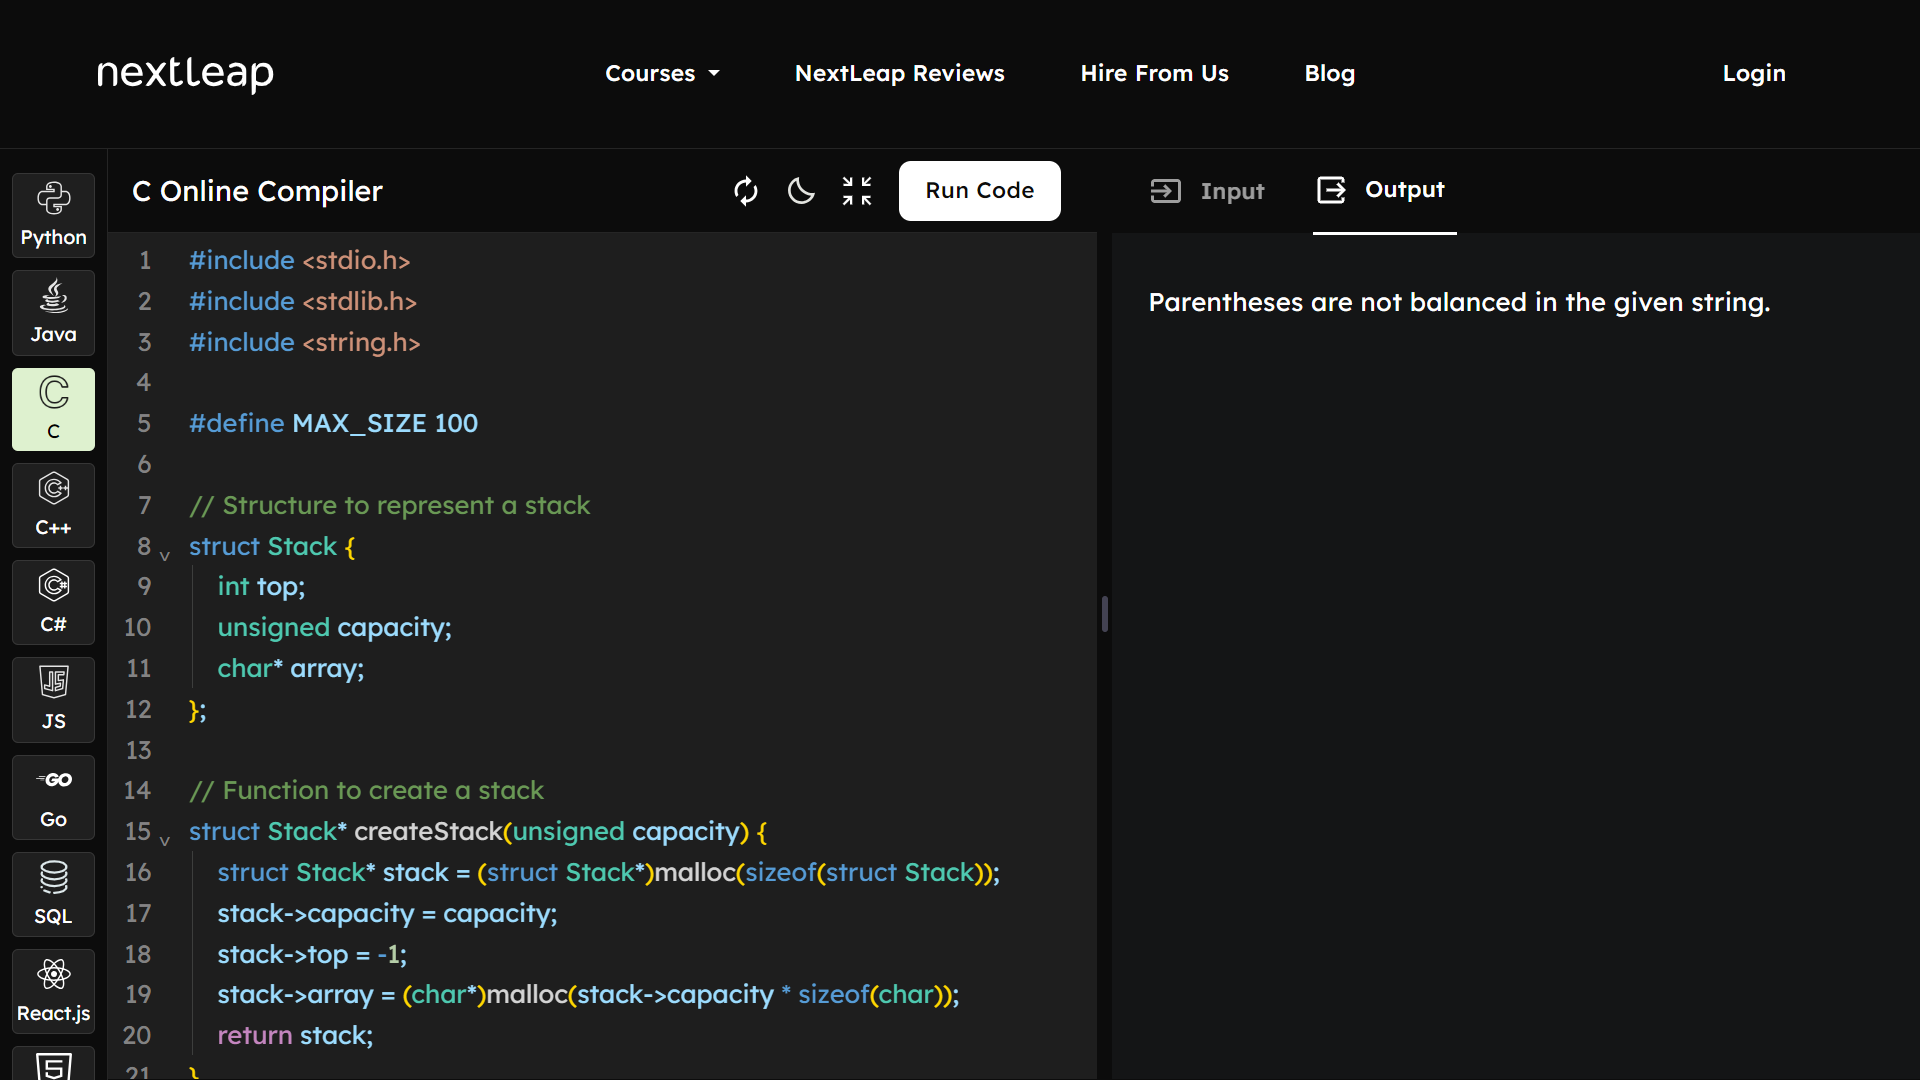 nextleap
Courses
NextLeap Reviews
Hire From Us
Blog
Login
Python
Java
C
C
C++
C++
C#
C#
JS
JS
GO
Go
SQL
React.js
5
C Online Compiler
Run Code
1 #include <stdio.h>
2 #include <stdlib.h>
3 #include <string.h>
4
5 #define MAX_SIZE 100
6
7 // Structure to represent a stack
8 struct Stack {
9 int top;
10 unsigned capacity;
11 char* array;
12 };
13
14 // Function to create a stack
15 struct Stack* createStack(unsigned capacity) {
16 struct Stack* stack = (struct Stack*)malloc(sizeof(struct Stack));
17 stack->capacity = capacity;
18 stack->top = -1;
19 stack->array = (char*)malloc(stack->capacity * sizeof(char));
20 return stack;
21 }
Input
Output
Parentheses are not balanced in the given string.